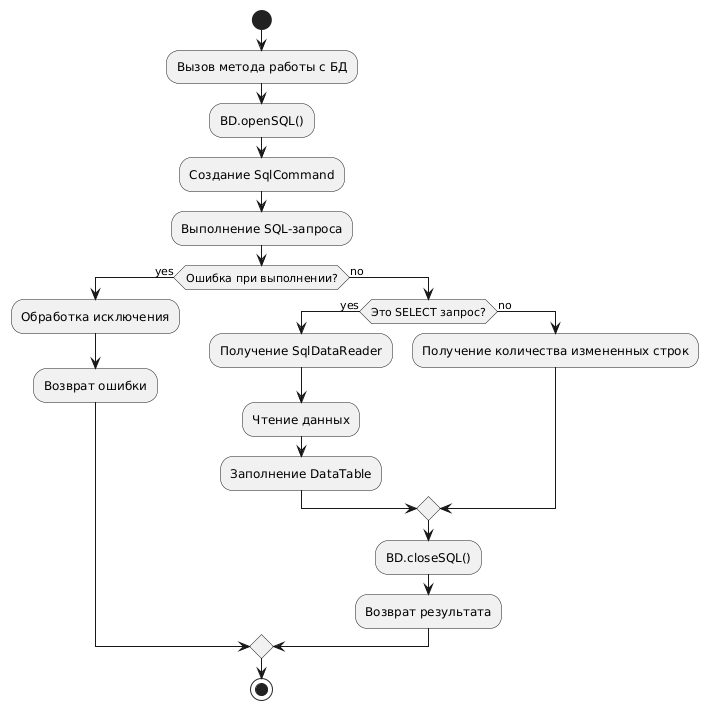 Вызов метода работы с БД
BD.openSQL()
Создание SqlCommand
Выполнение SQL-запроса
yes
Ошибка при выполнении?
no
Обработка исключения
Возврат ошибки
yes
Это SELECT запрос?
no
Получение SqlDataReader
Чтение данных
Заполнение DataTable
Получение количества измененных строк
BD.closeSQL()
Возврат результата